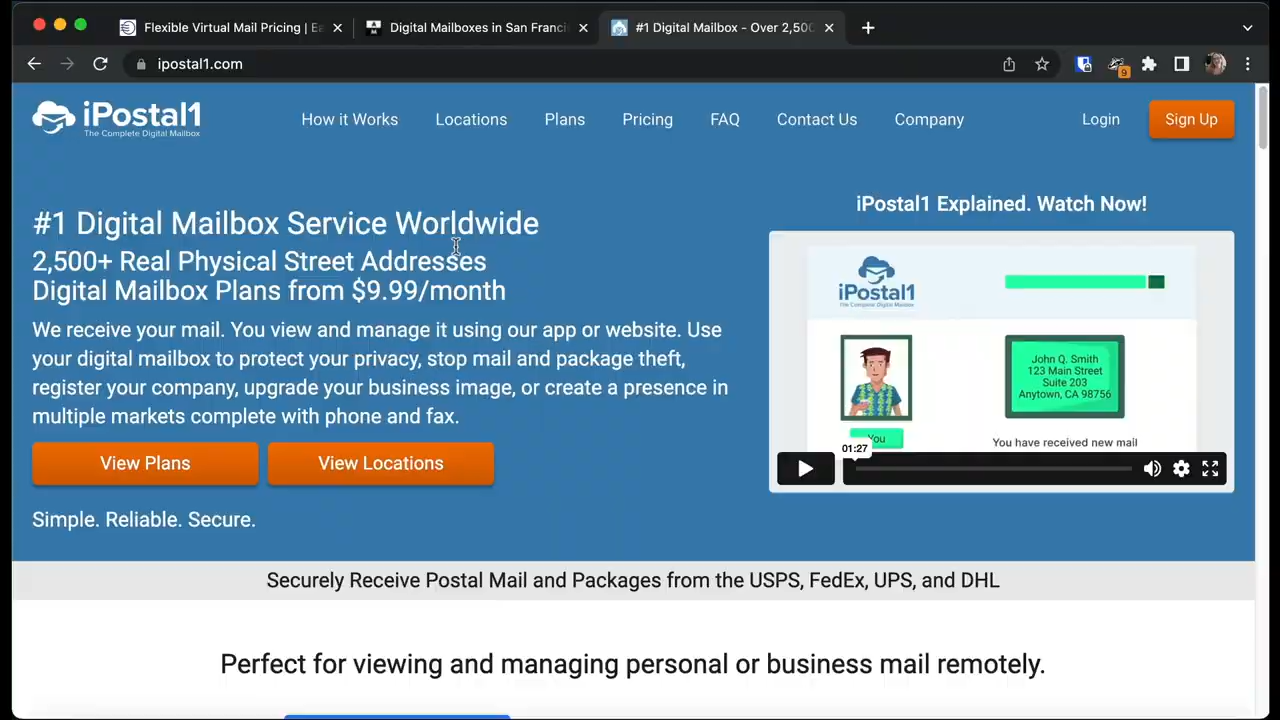 Flexible Virtual Mail Pricing | Ea
Digital Mailboxes in San Franci
#1 Digital Mailbox - Over 2,500
ipostal1.com
9
iPostal1
The Complete Digital Mailbox
How it Works
Locations
Plans
Pricing
FAQ
Contact Us
Company
Login
Sign Up
#1 Digital Mailbox Service Worldwide
2,500+ Real Physical Street Addresses
Digital Mailbox Plans from $9.99/month
We receive your mail. You view and manage it using our app or website. Use
your digital mailbox to protect your privacy, stop mail and package theft,
register your company, upgrade your business image, or create a presence in
multiple markets complete with phone and fax.
View Plans
View Locations
Simple. Reliable. Secure.
iPostal1 Explained. Watch Now!
iPostal1
The Complete Digital Mailbox
John Q. Smith
123 Main Street
Suite 203
Anytown, CA 98756
You
You have received new mail
01:27
Securely Receive Postal Mail and Packages from the USPS, FedEx, UPS, and DHL
Perfect for viewing and managing personal or business mail remotely.